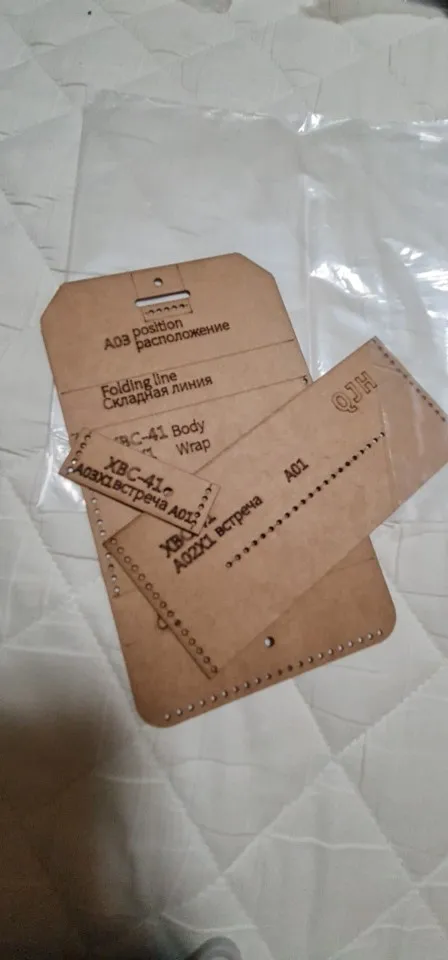 A03 position
расположение
Folding line
Складная линия
XBC-41 Body
Wrap
XBC-41
A03X1 встреча A01
QJH
A01
A02X1 встреча